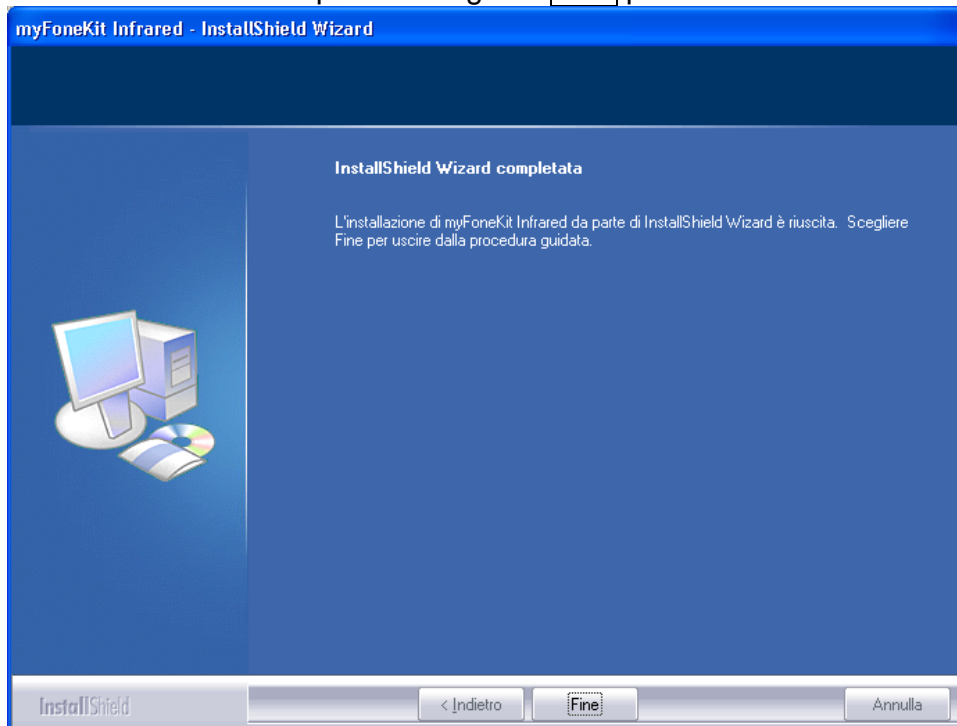 myFoneKit Infrared - InstallShield Wizard
InstallShield Wizard completata
L'installazione di myFoneKit Infrared da parte di InstallShield Wizard è riuscita. Scegliere
Fine per uscire dalla procedura guidata.
InstallShield
< Indietro
Fine
Annulla